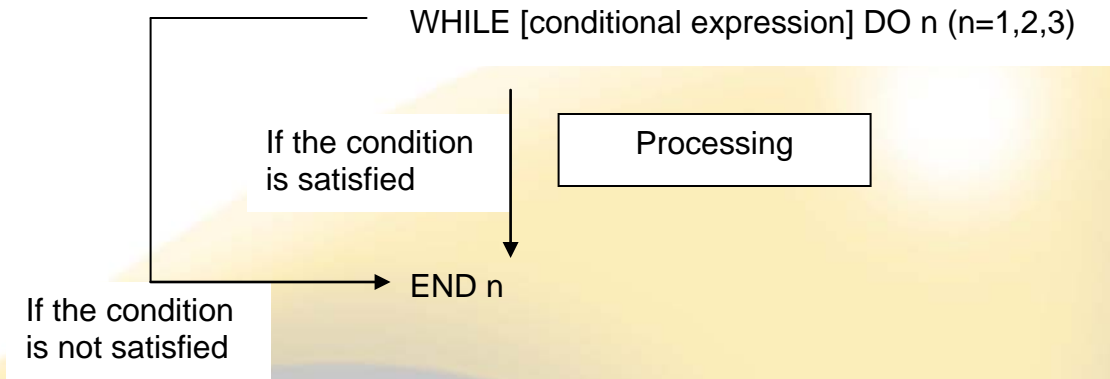 WHILE [conditional expression] DO n (n=1,2,3)
If the condition
is satisfied
Processing
END n
If the condition
is not satisfied